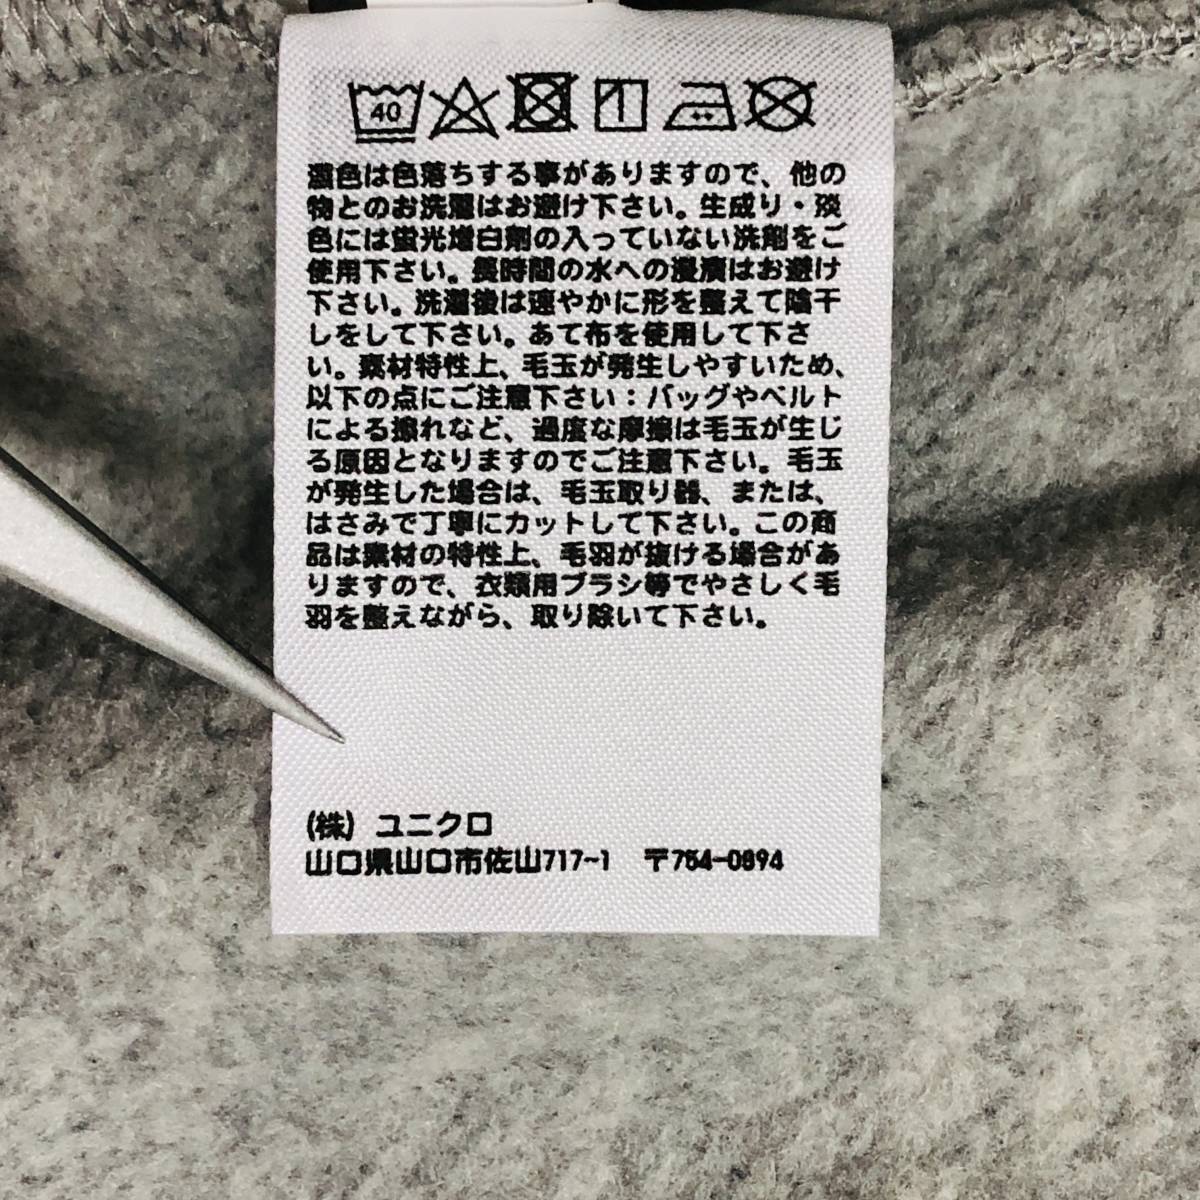 40
濃色は色落ちする事がありますので、他の
物とのお洗濯はお避け下さい。生成り・淡
色には蛍光増白剤の入っていない洗剤をご
使用下さい。長時間の水への浸漬はお避け
下さい。洗濯後は速やかに形を整えて陰干
しをして下さい。あて布を使用して下さ
い。素材特性上、毛玉が発生しやすいため、
以下の点にご注意下さい：バッグやベルト
による擦れなど、過度な摩擦は毛玉が生じ
る原因となりますのでご注意下さい。毛玉
が発生した場合は、毛玉取り器、または、
はさみで丁寧にカットして下さい。この商
品は素材の特性上、毛羽が抜ける場合があ
りますので、衣類用ブラシ等でやさしく毛
羽を整えながら、取り除いて下さい。
(株) ユニクロ
山口県山口市佐山717-1 〒754-0894